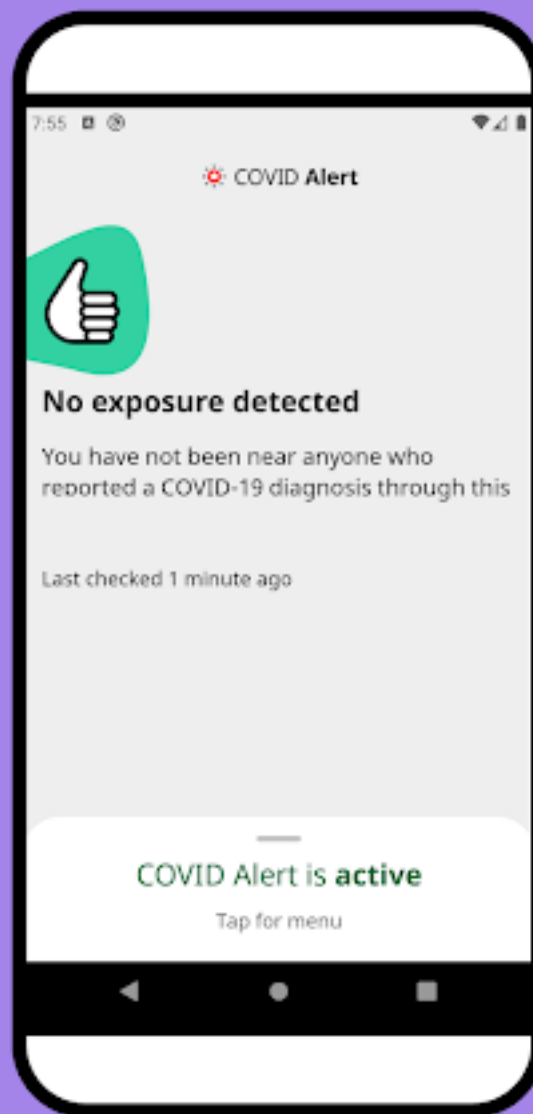 7:55
COVID Alert
No exposure detected
You have not been near anyone who
reported a COVID-19 diagnosis through this
Last checked 1 minute ago
COVID Alert is active
Tap for menu